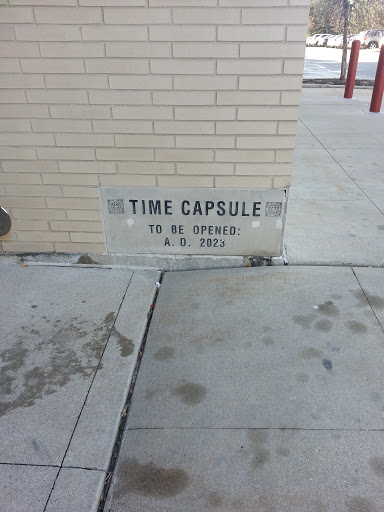 TIME CAPSULE
TO BE OPENED:
A. D. 2023